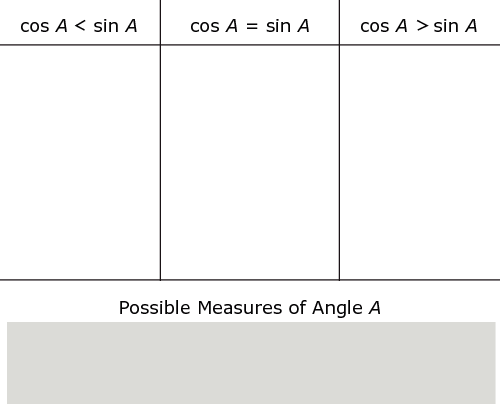 cos A < sin A
cos A = sin A
cos A > sin A
Possible Measures of Angle A